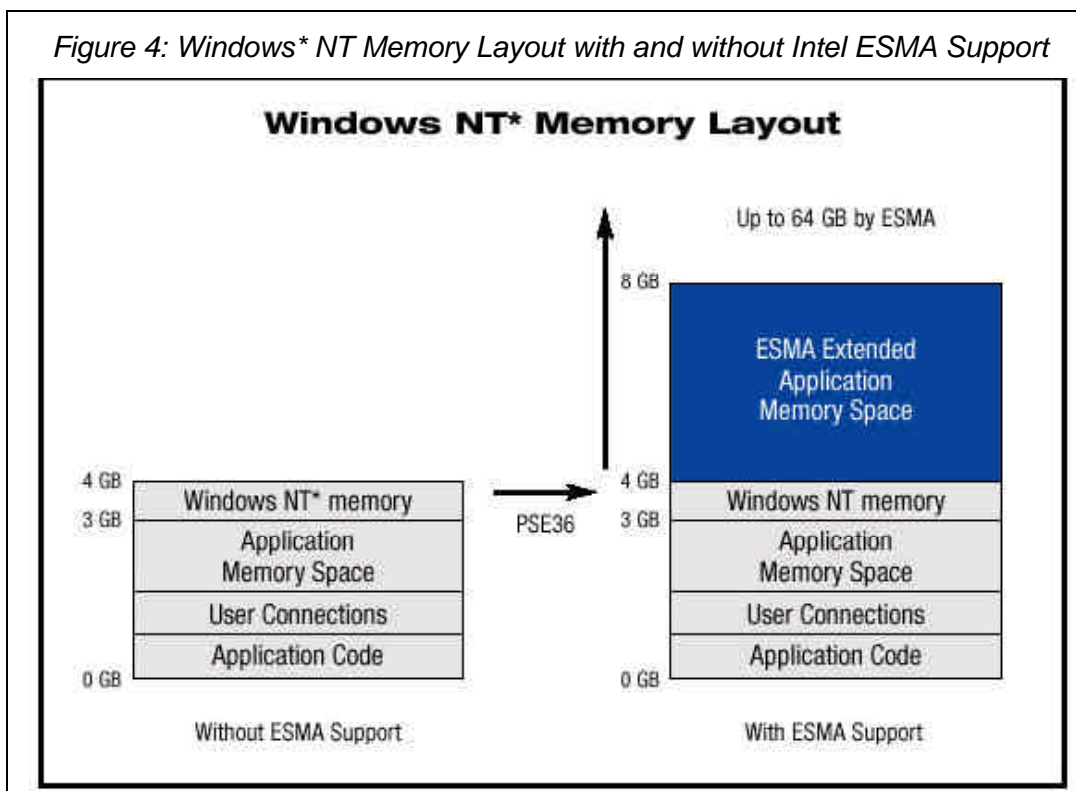 Figure 4: Windows* NT Memory Layout with and without Intel ESMA Support
Windows NT* Memory Layout
Up to 64 GB by ESMA
8 GB
ESMA Extended
Application
Memory Space
4 GB
Windows NT* memory
3 GB
Application
Memory Space
User Connections
Application Code
0 GB
Without ESMA Support
PSE36
4 GB
Windows NT memory
3 GB
Application
Memory Space
User Connections
Application Code
0 GB
With ESMA Support